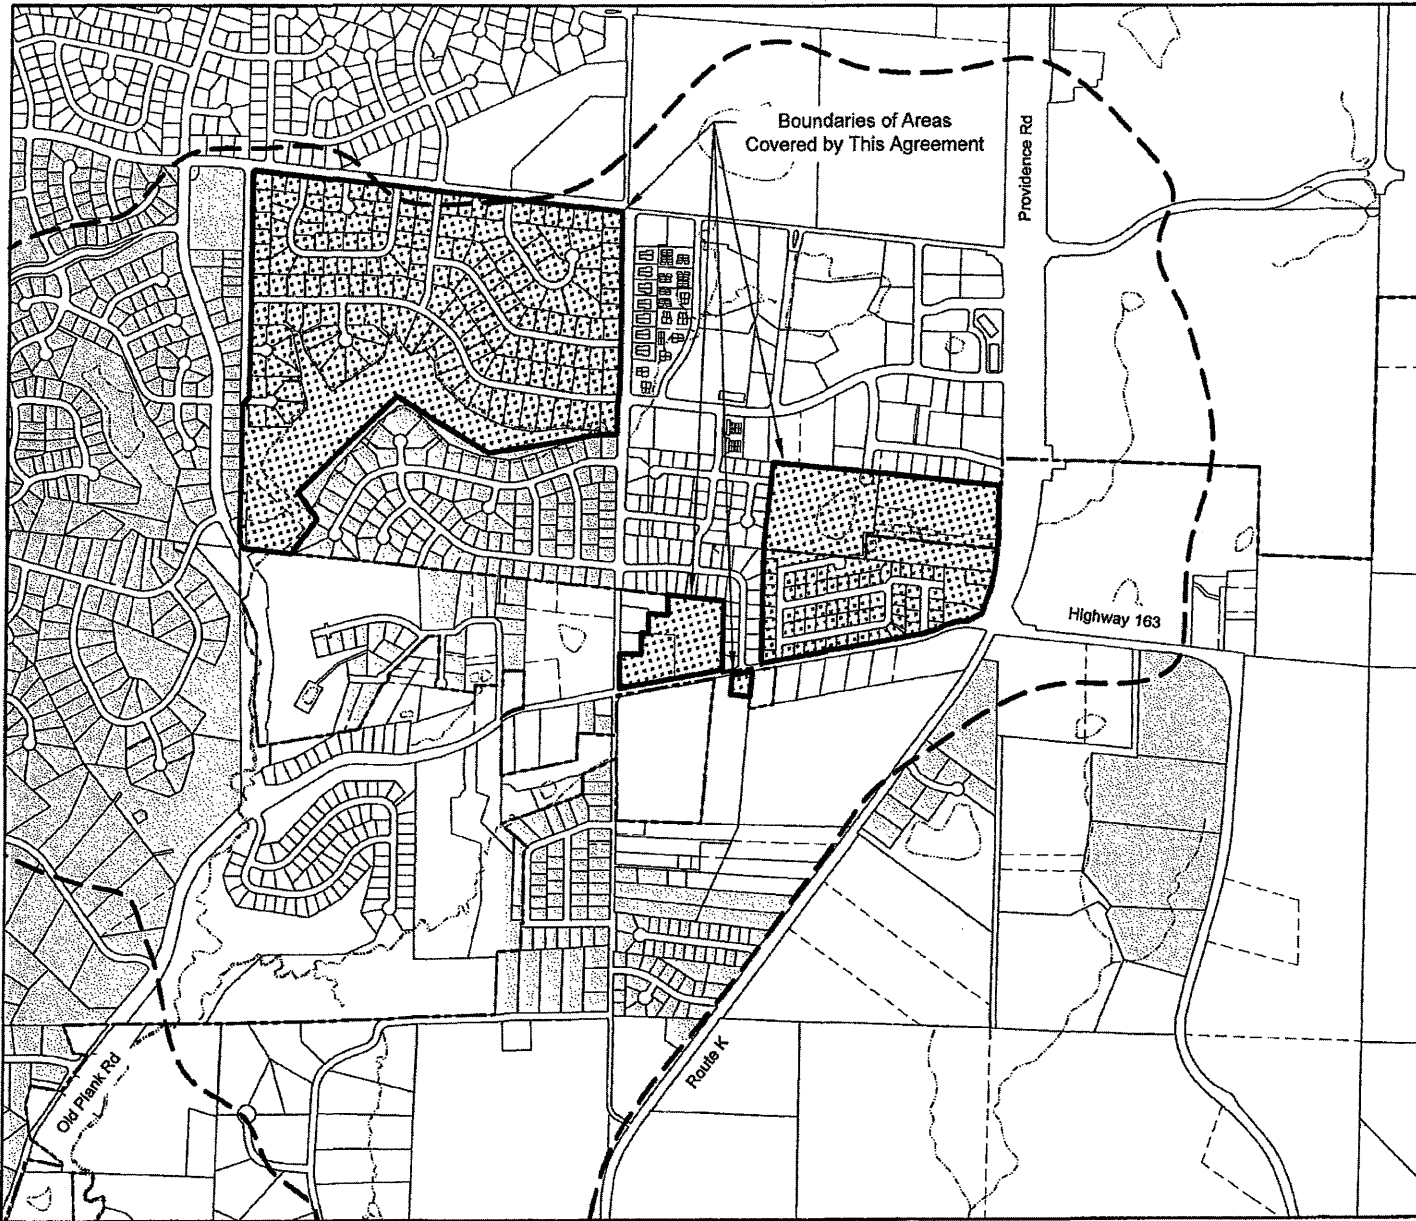 Boundaries of Areas
Covered by This Agreement
Providence Rd
Highway 163
Route K
Old Plank Rd